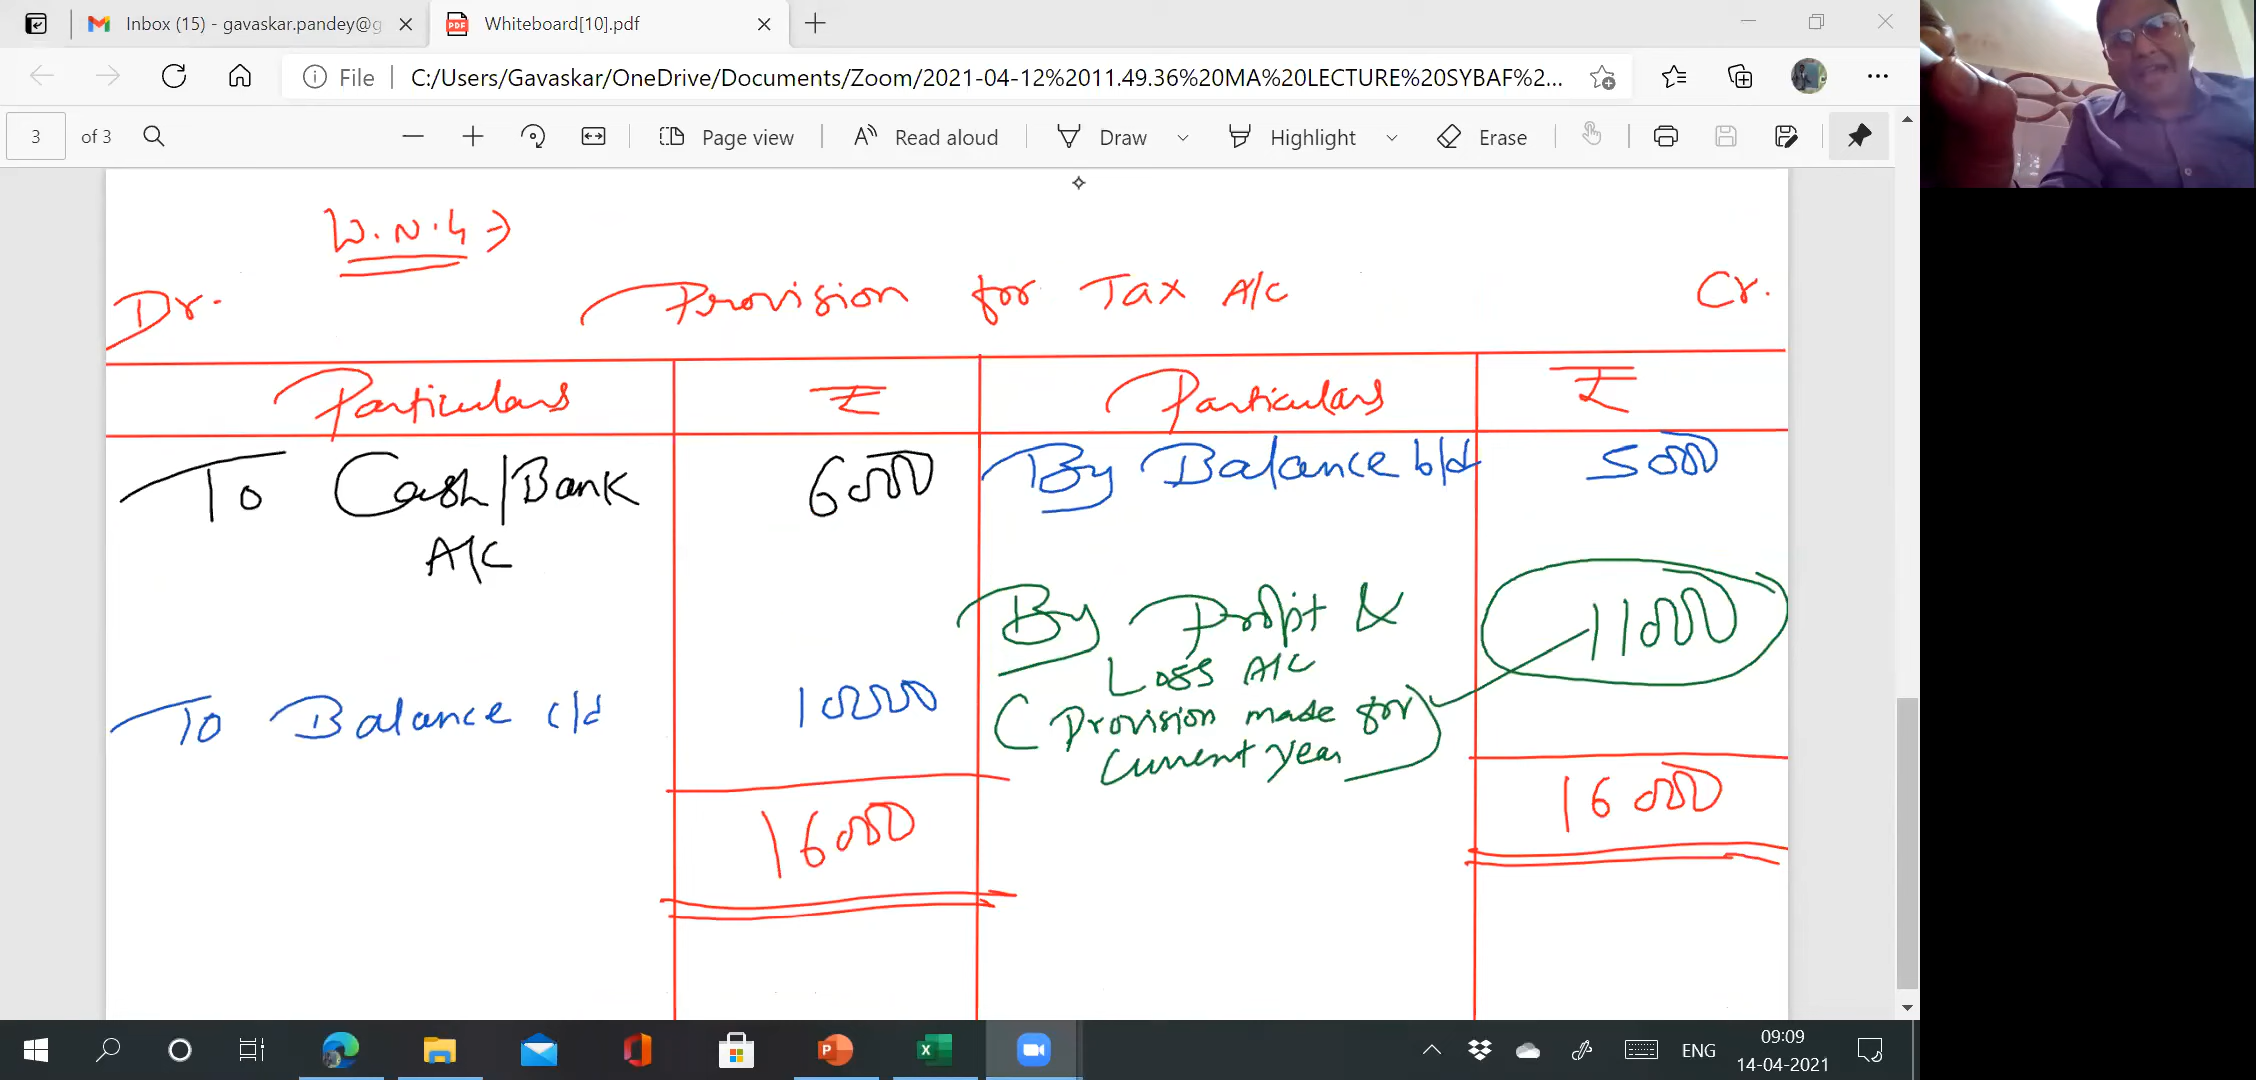 Inbox (15) - gavaskar.pandey@g
Whiteboard[10].pdf
File
C:/Users/Gavaskar/OneDrive/Documents/Zoom/2021-04-12%2011.49.36%20MA%20LECTURE%20SYBAF%2...
3 of 3
Page view
Read aloud
Draw
Highlight
Erase
W.N.4 ⇒
Dr. Provision for Tax A/c Cr.
Particulars ₹ Particulars ₹
To Cash/Bank 6000 By Balance b/d 5000
A/C
By Profit & 11000
Loss A/C
To Balance c/d 10000 ( Provision made for
current year )
16000 16000
ENG
09:09
14-04-2021